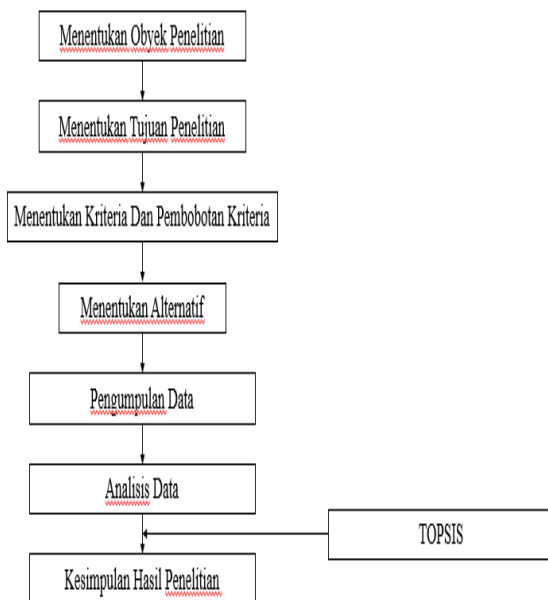 Menentukan Obyek Penelitian
Menentukan Tujuan Penelitian
Menentukan Kriteria Dan Pembobotan Kriteria
Menentukan Alternatif
Pengumpulan Data
Analisis Data
TOPSIS
Kesimpulan Hasil Penelitian